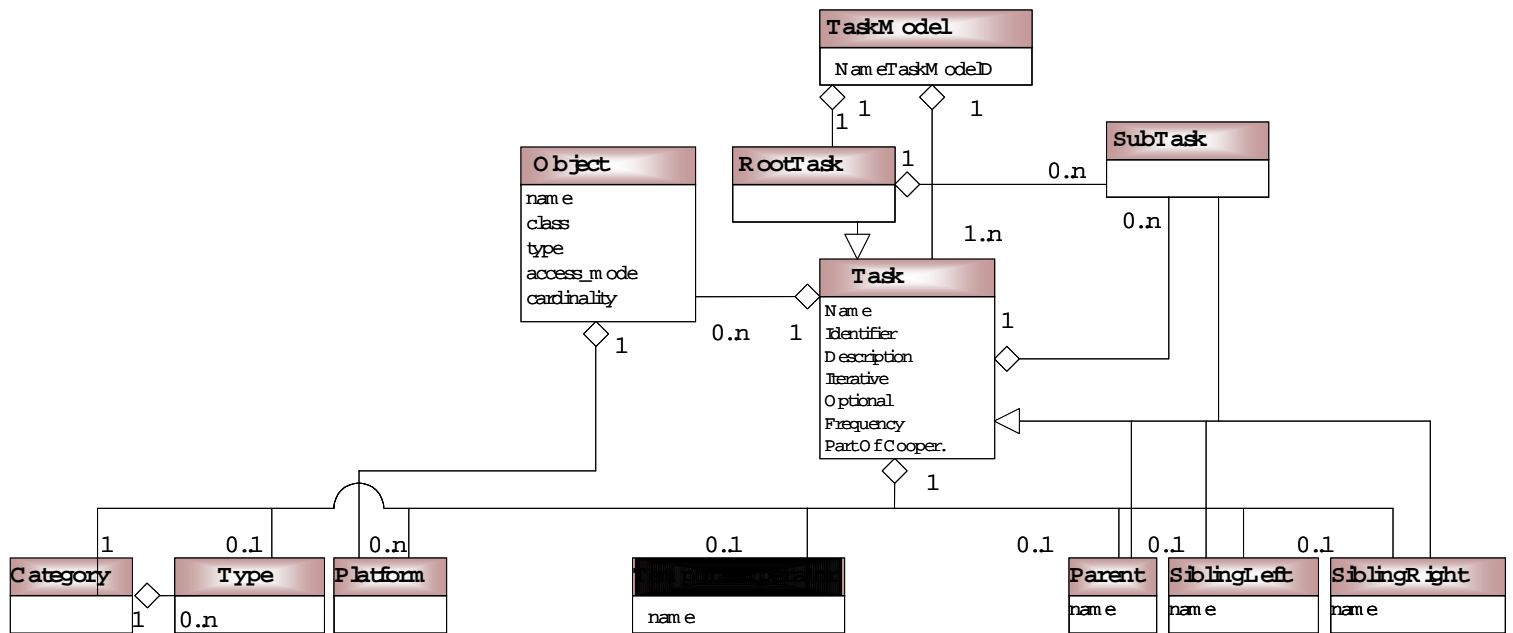 TaskModel
NameTaskModelID
1
1
1
SubTask
Object
RootTask
1
0..n
name
class
type
access_mode
cardinality
0..n
1..n
Task
Name
Identifier
Description
Iterative
Optional
Frequency
PartOfCooper.
1
0..n
1
1
1
1
0..1
0..n
0..1
0..1
0..1
0..1
Category
Type
Platform
Parent
SiblingLeft
SiblingRight
1
0..n
name
name
name
name